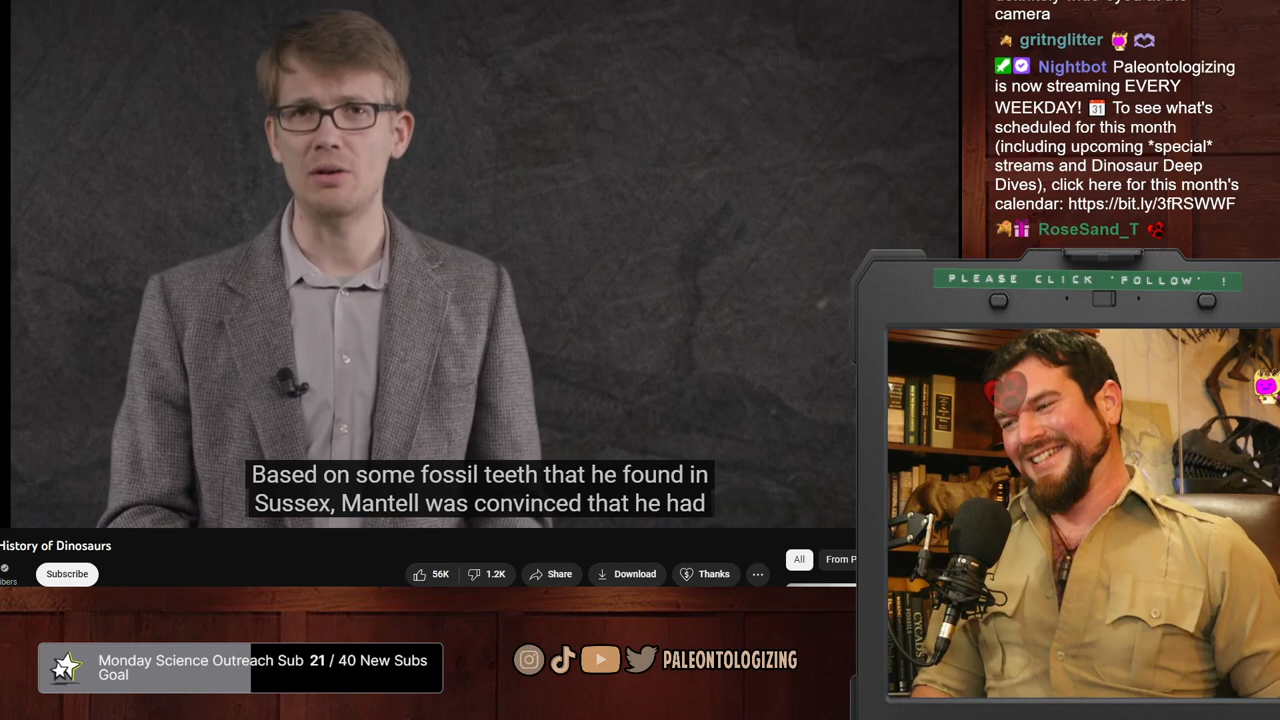 camera
gritnglitter
Nightbot Paleontologizing
is now streaming EVERY
WEEKDAY! 31 To see what's
scheduled for this month
(including upcoming *special*
streams and Dinosaur Deep
Dives), click here for this month's
calendar: https://bit.ly/3fRSWWF
RoseSand_T
PLEASE CLICK 'FOLLOW' !
Based on some fossil teeth that he found in
Sussex, Mantell was convinced that he had
History of Dinosaurs
Subscribe
56K
1.2K
Share
Download
Thanks
All
From P
Monday Science Outreach Sub 21 / 40 New Subs
Goal
PALEONTOLOGIZING
CYCADS